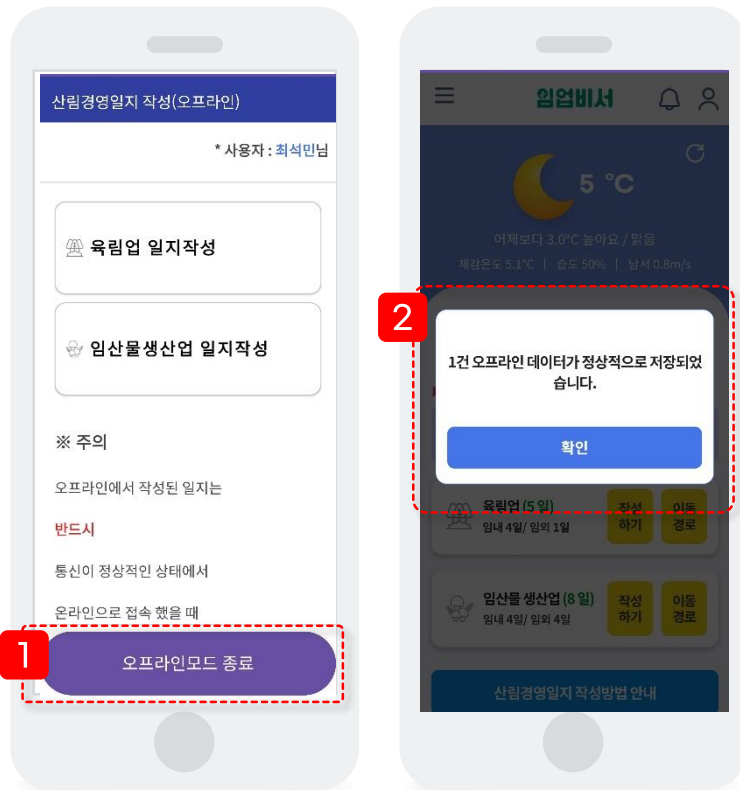 산림경영일지 작성(오프라인)
* 사용자 : 최석민님
육림업 일지작성
임산물생산업 일지작성
※ 주의
오프라인에서 작성된 일지는
반드시
통신이 정상적인 상태에서
온라인으로 접속 했을 때
1
오프라인모드 종료
임업비서
5 °C
어제보다 3.0°C 높아요 / 맑음
체감온도 5.1°C | 습도 50% | 남서 0.8m/s
2
1건 오프라인 데이터가 정상적으로 저장되었
습니다.
확인
육림업 (5 일)
임내 4일/ 임외 1일
작성
하기
이동
경로
임산물 생산업 (8 일)
임내 4일/ 임외 4일
작성
하기
이동
경로
산림경영일지 작성방법 안내